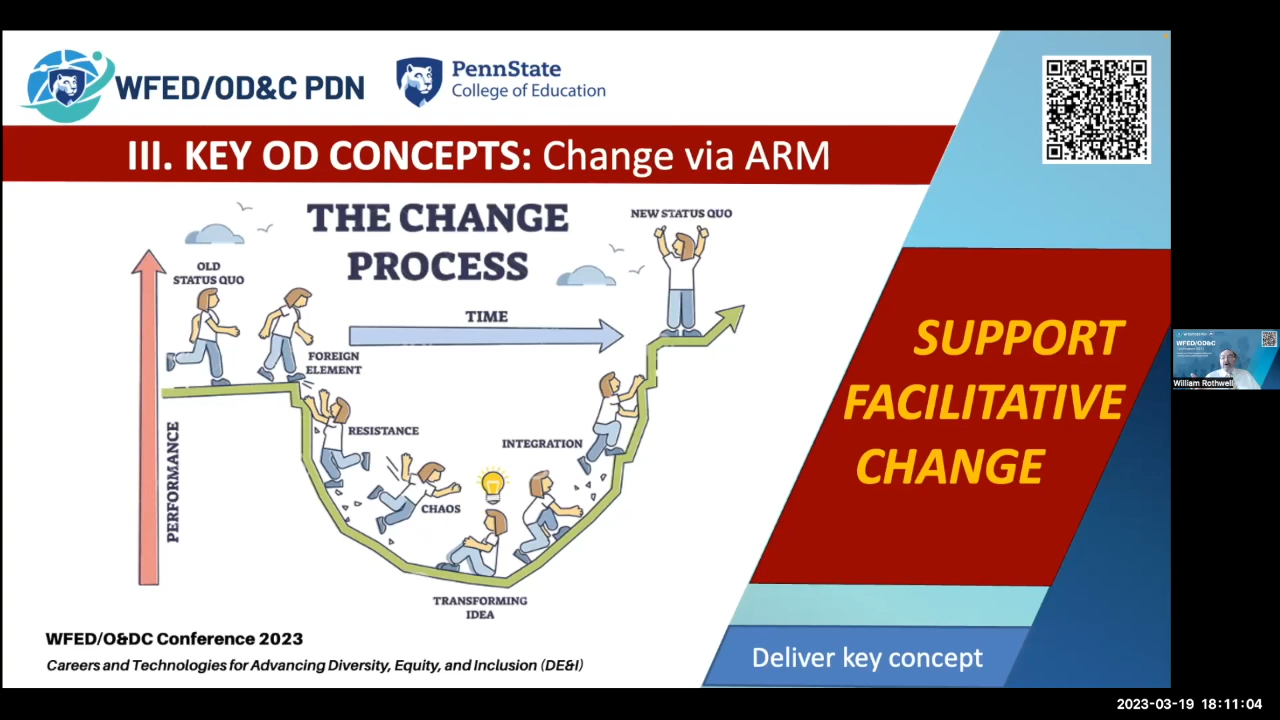 WFED/OD&C PDN
PennState
College of Education
III. KEY OD CONCEPTS: Change via ARM
THE CHANGE
PROCESS
NEW STATUS QUO
OLD
STATUS QUO
TIME
FOREIGN
ELEMENT
RESISTANCE
INTEGRATION
CHAOS
PERFORMANCE
TRANSFORMING
IDEA
SUPPORT
FACILITATIVE
CHANGE
WFED/O&DC Conference 2023
Careers and Technologies for Advancing Diversity, Equity, and Inclusion (DE&I)
Deliver key concept
WFED/OD&C
William Rothwell
2023-03-19 18:11:04